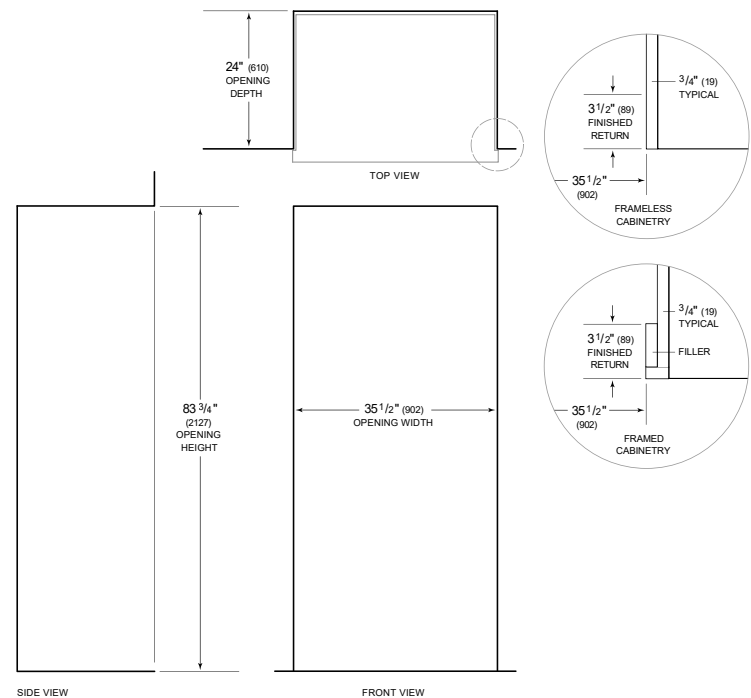 24" (610)
OPENING
DEPTH
TOP VIEW
3/4" (19)
TYPICAL
3 1/2" (89)
FINISHED
RETURN
35 1/2"
(902)
FRAMELESS
CABINETRY
3/4" (19)
TYPICAL
3 1/2" (89)
FINISHED
RETURN
FILLER
35 1/2"
(902)
FRAMED
CABINETRY
83 3/4"
(2127)
OPENING
HEIGHT
35 1/2" (902)
OPENING WIDTH
SIDE VIEW
FRONT VIEW